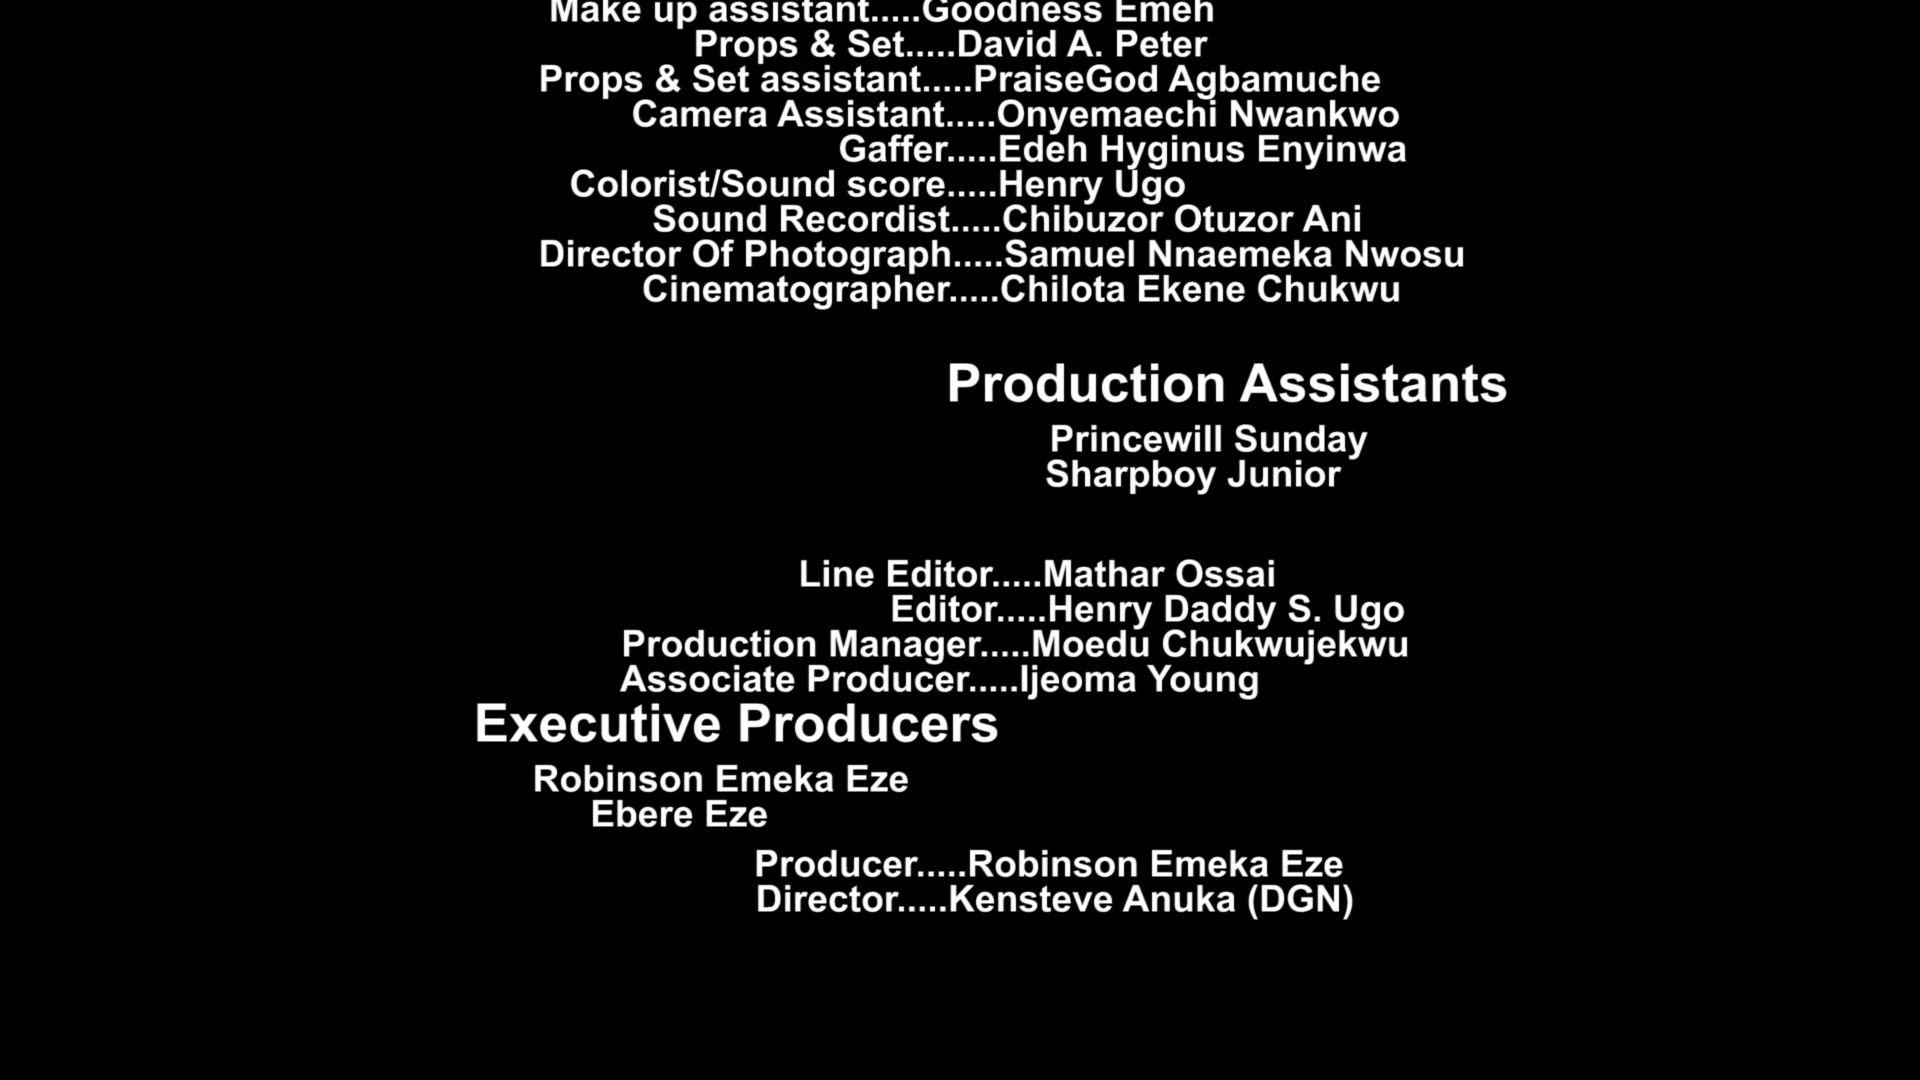 Make up assistant.....Goodness Emeh
Props & Set.....David A. Peter
Props & Set assistant.....PraiseGod Agbamuche
Camera Assistant.....Onyemaechi Nwankwo
Gaffer.....Edeh Hyginus Enyinwa
Colorist/Sound score.....Henry Ugo
Sound Recordist.....Chibuzor Otuzor Ani
Director Of Photograph.....Samuel Nnaemeka Nwosu
Cinematographer.....Chilota Ekene Chukwu
Production Assistants
Princewill Sunday
Sharpboy Junior
Line Editor.....Mathar Ossai
Editor.....Henry Daddy S. Ugo
Production Manager.....Moedu Chukwujekwu
Associate Producer.....Ijeoma Young
Executive Producers
Robinson Emeka Eze
Ebere Eze
Producer.....Robinson Emeka Eze
Director.....Kensteve Anuka (DGN)